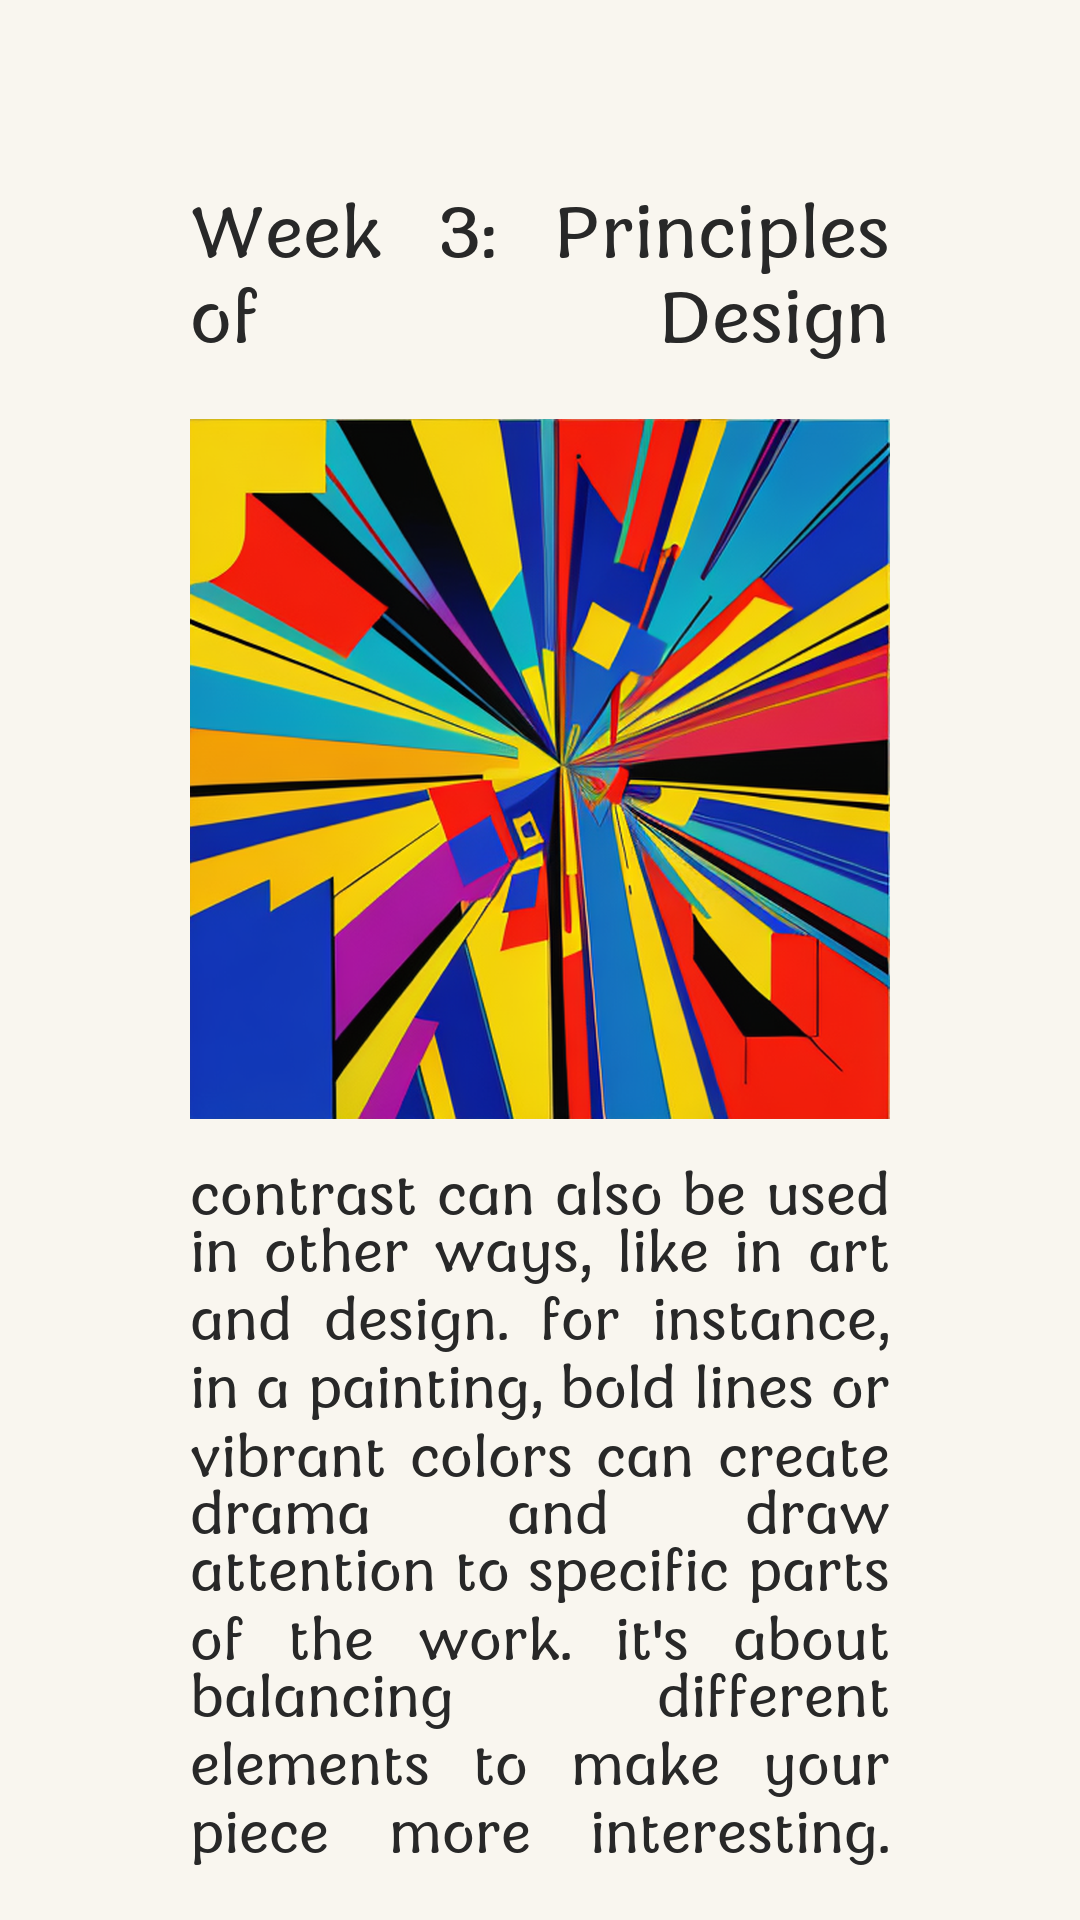 Week 3: Principles
of Design
contrast can also be used
in other ways, like in art
and design. for instance,
in a painting, bold lines or
vibrant colors can create
drama and draw
attention to specific parts
of the work. it's about
balancing different
elements to make your
piece more interesting.